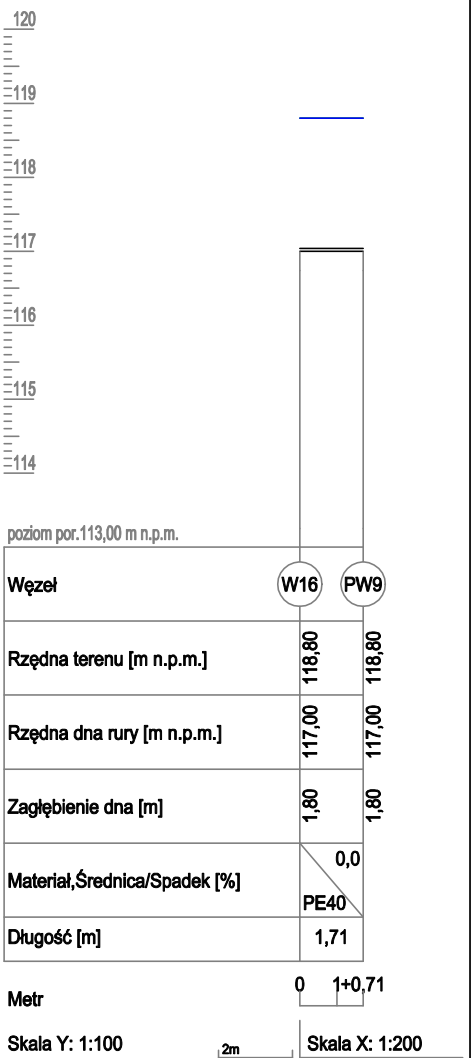 120
119
118
117
116
115
114
poziom por.113,00 m n.p.m.
Węzeł W16 PW9
Rzędna terenu [m n.p.m.] 118,80 118,80
Rzędna dna rury [m n.p.m.] 117,00 117,00
Zagłębienie dna [m] 1,80 1,80
Materiał,Średnica/Spadek [%] PE40 0,0
Długość [m] 1,71
Metr 0 1+0,71
Skala Y: 1:100 2m Skala X: 1:200